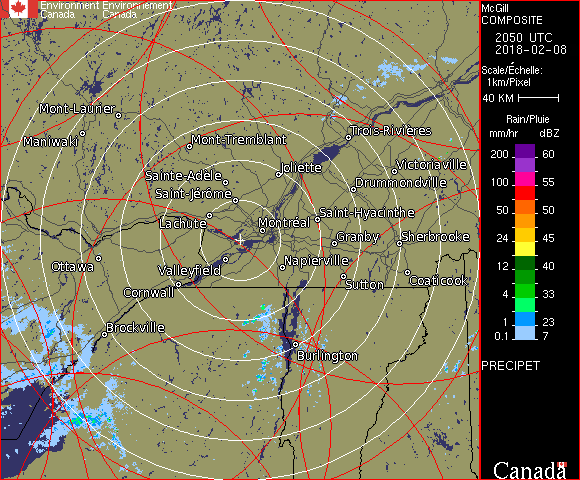 Environment Environnement
Canada Canada
McGill
COMPOSITE
2050 UTC
2018-02-08
Scale/Échelle:
1km/Pixel
40 KM
Rain/Pluie
mm/hr dBZ
200 60
150 55
100 55
50 50
24 45
12 40
4 33
1 23
0.1 7
PRECIPET
Mont-Laurier
Maniwaki
Mont-Tremblant
Trois-Rivières
Joliette
Victoriaville
Sainte-Adèle
Drummondville
Saint-Jérôme
Lachute
Montréal
Saint-Hyacinthe
Granby
Sherbrooke
Ottawa
Valleyfield
Napierville
Cornwall
Sutton
Coaticook
Brockville
Burlington
Canada